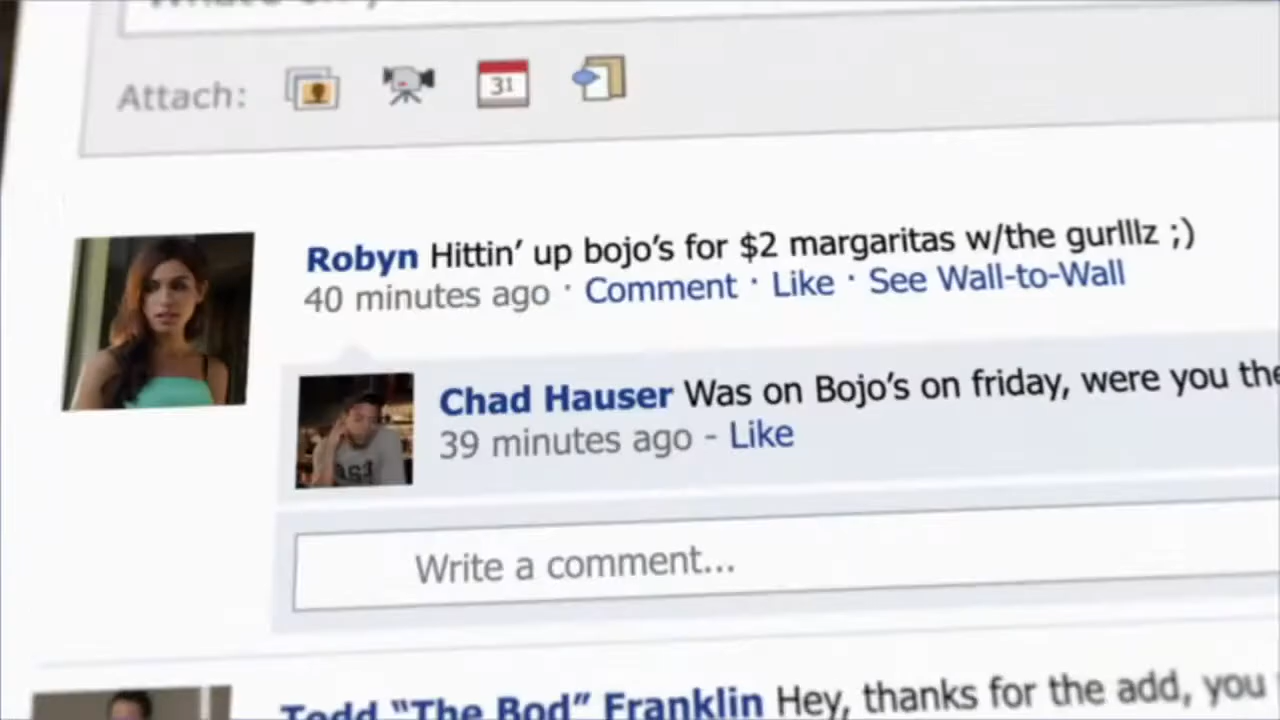 Attach:
31
Robyn Hittin' up bojo's for $2 margaritas w/the gurlllz ;)
40 minutes ago · Comment · Like · See Wall-to-Wall
Chad Hauser Was on Bojo's on friday, were you
39 minutes ago - Like
Write a comment...
Todd "The Bod" Franklin Hey, thanks for the add, you